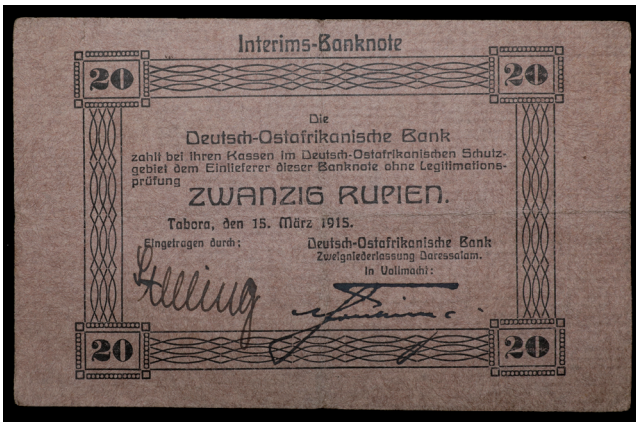 Interims-Banknote
20 20
Die
Deutsch-Ostafrikanische Bank
zahlt bei ihren Kassen im Deutsch-Ostafrikanischen Schutz-
gebiet dem Einlieferer dieser Banknote ohne Legitimations-
prüfung
ZWANZIG RUPIEN.
Tabora, den 15. März 1915.
Eingetragen durch: Deutsch-Ostafrikanische Bank
Zweigniederlassung Daressalam.
In Vollmacht:
20 20